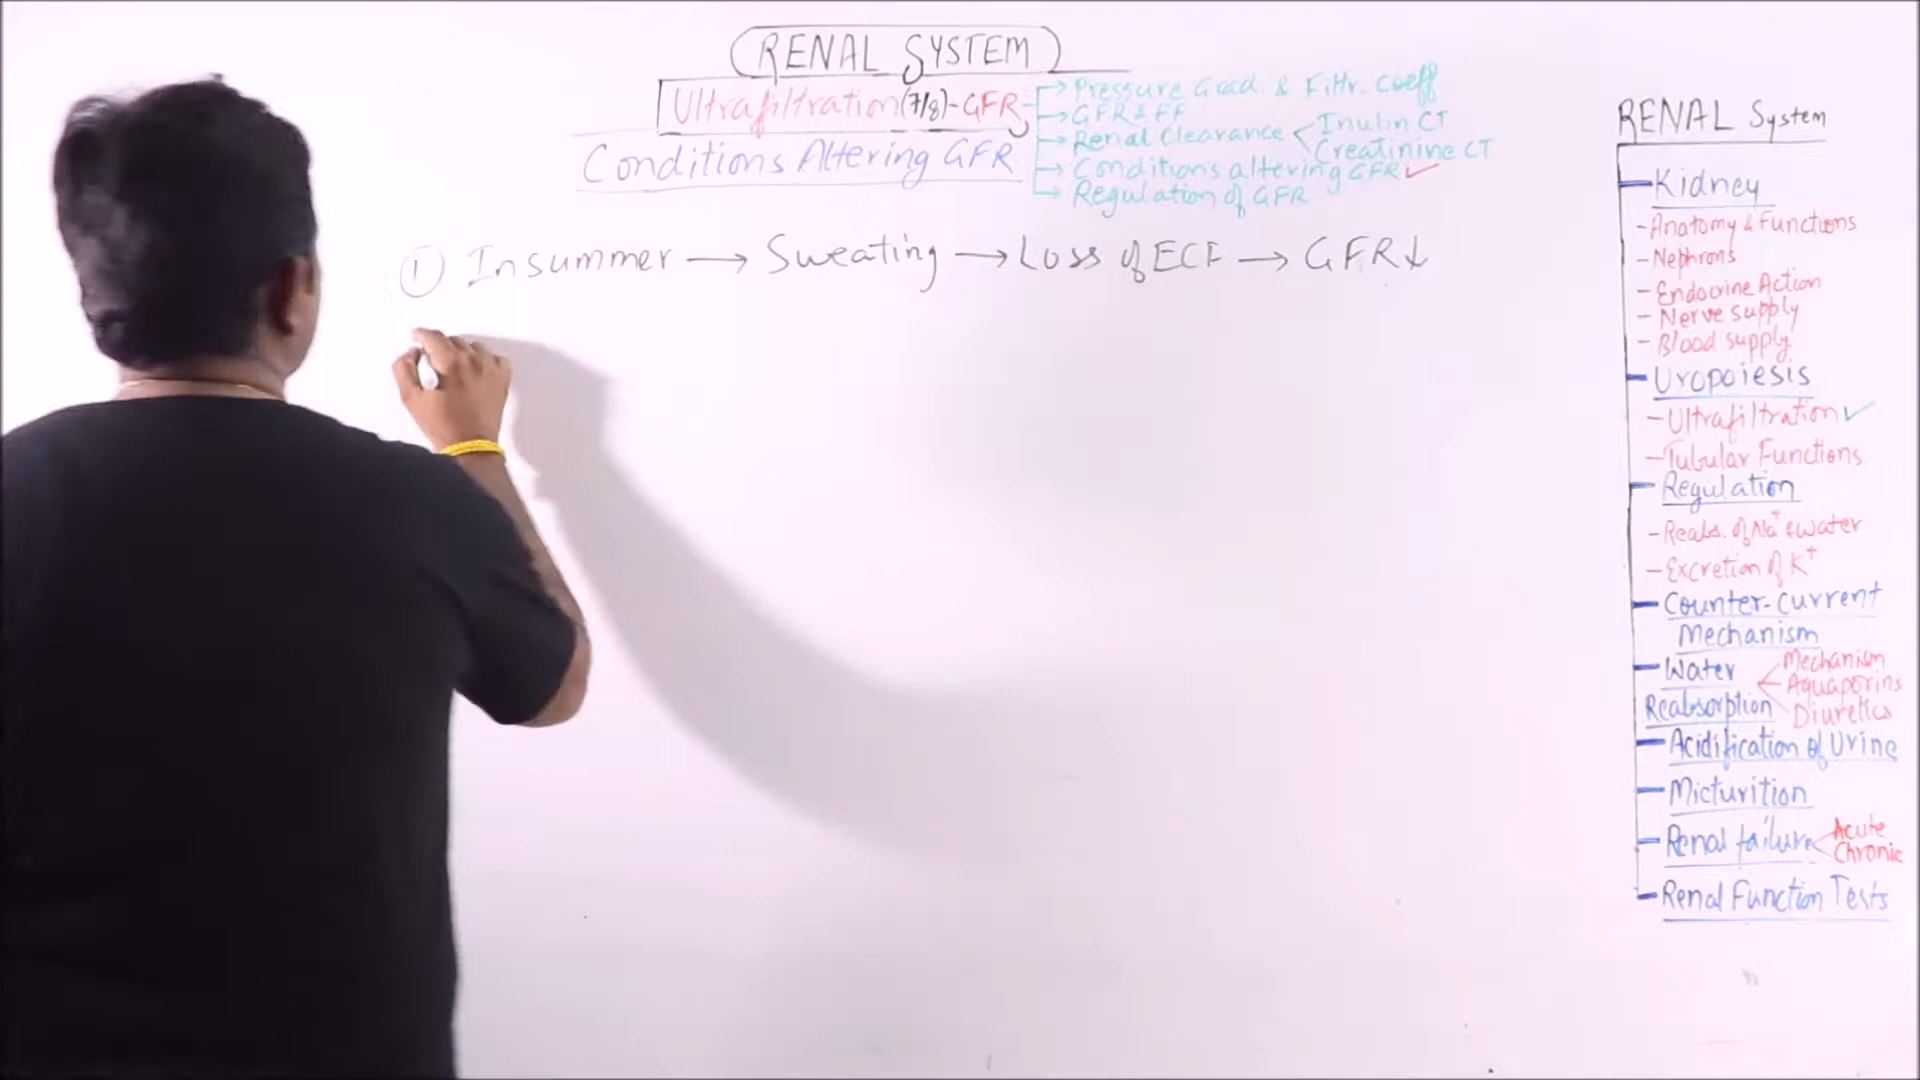 RENAL SYSTEM
Ultrafiltration(7/8)-GFR
→ Pressure Grad. & Filtr. Coeff
→ GFR & FF
→ Renal Clearance < Inulin CT
Creatinine CT
→ Conditions altering GFR ✓
→ Regulation of GFR
Conditions Altering GFR
① In summer → Sweating → Loss of ECF → GFR↓
RENAL System
- Kidney
- Anatomy & Functions
- Nephrons
- Endocrine Action
- Nerve supply
- Blood supply
- Uropoiesis
- Ultrafiltration ✓
- Tubular Functions
- Regulation
- Reabs. of Na⁺ & water
- Excretion of K⁺
- Counter-current
Mechanism
- Water
Reabsorption
Mechanism
Aquaporins
Diuretics
- Acidification of Urine
- Micturition
- Renal failure < Acute
Chronic
- Renal Function Tests